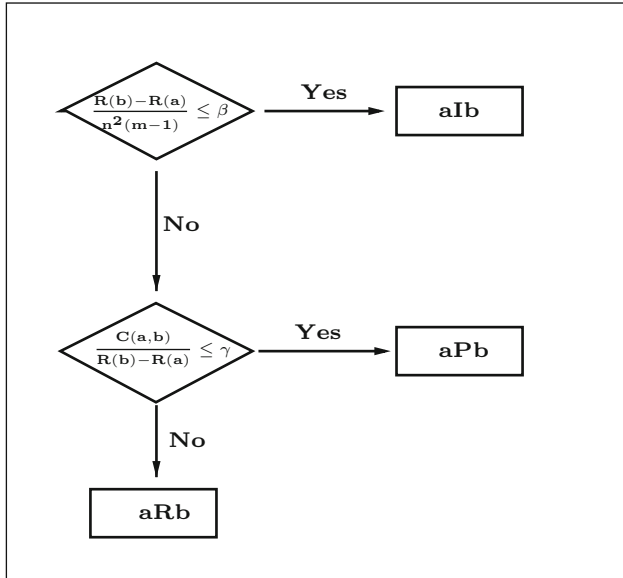 R(b)−R(a)
n²(m−1) ≤ β
Yes
aIb
No
C(a,b)
R(b)−R(a) ≤ γ
Yes
aPb
No
aRb